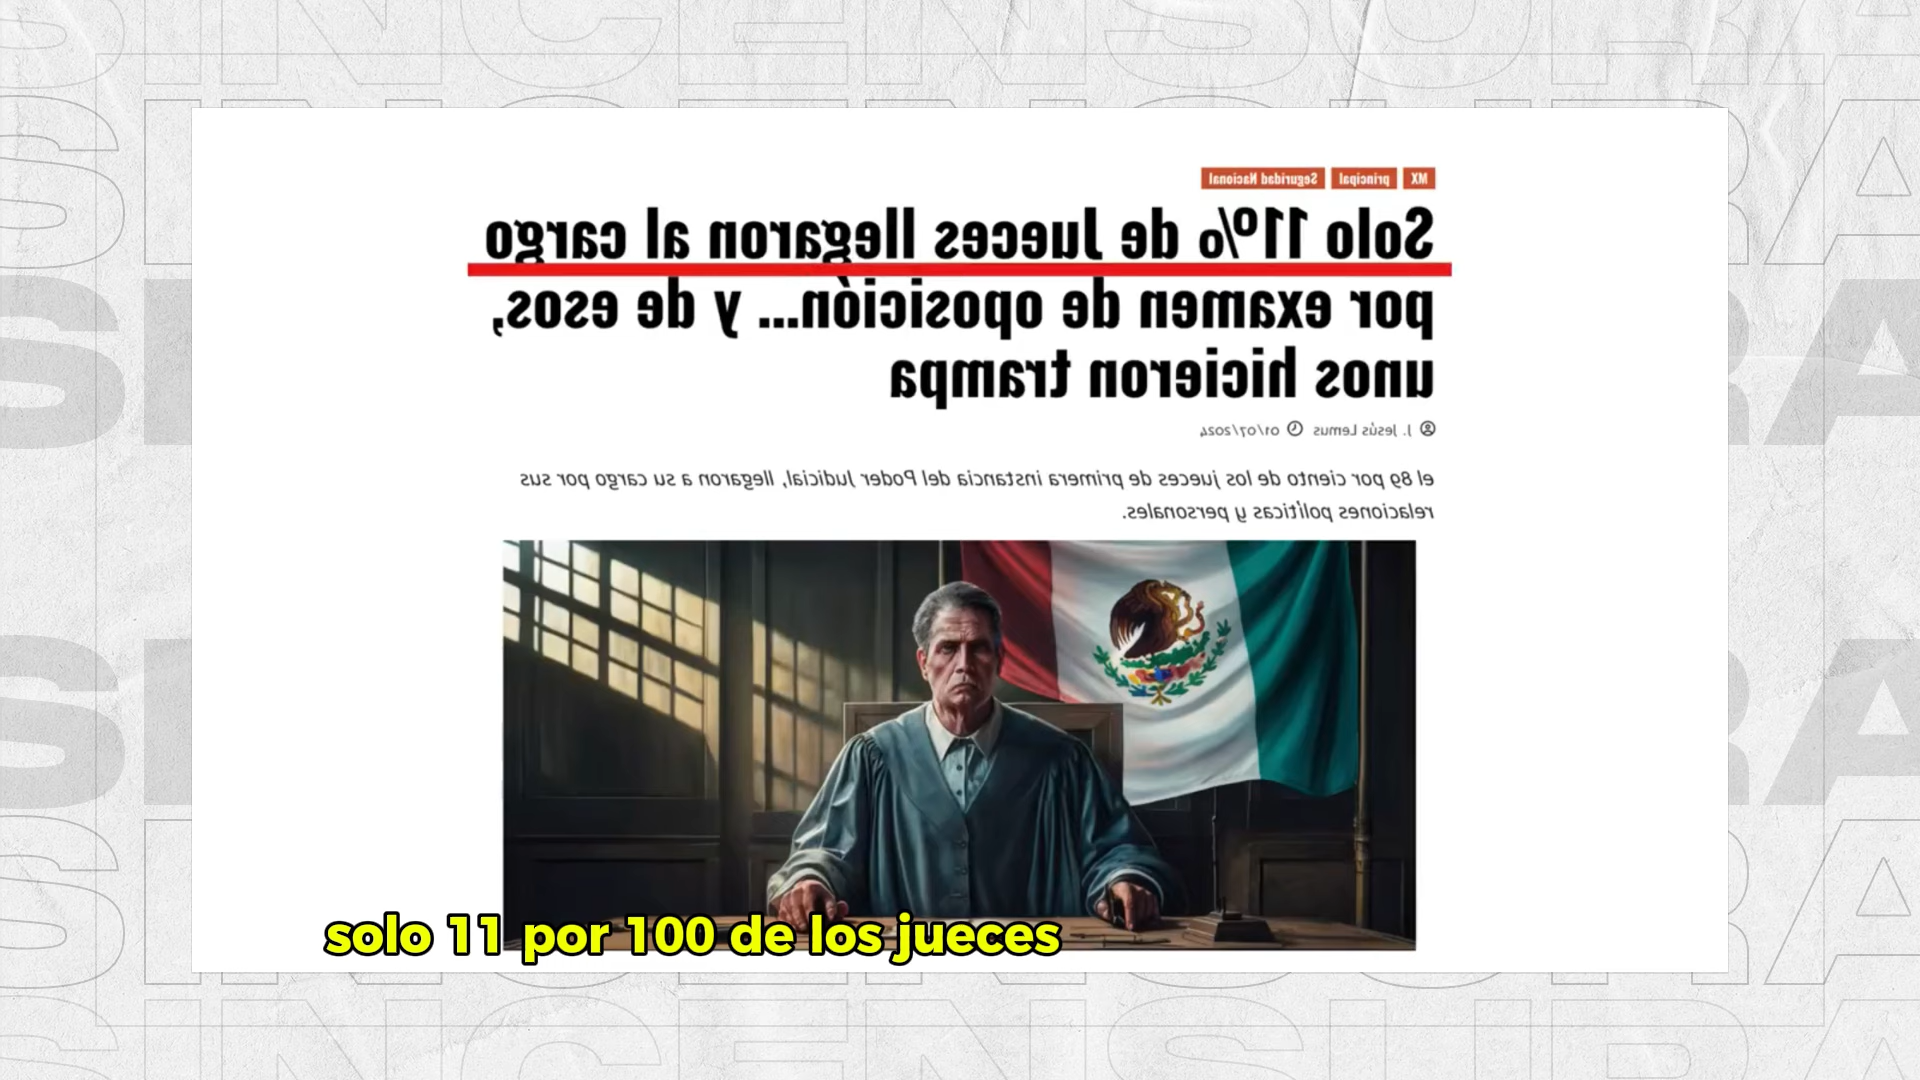 SINCENSURA
MX principal Seguridad Nacional
Solo 11% de Jueces llegaron al cargo
por examen de oposición... y de esos,
unos hicieron trampa
J. Jesús Lemus 01/07/2024
el 89 por ciento de los jueces de primera instancia del Poder Judicial, llegaron a su cargo por sus
relaciones políticas y personales.
solo 11 por 100 de los jueces